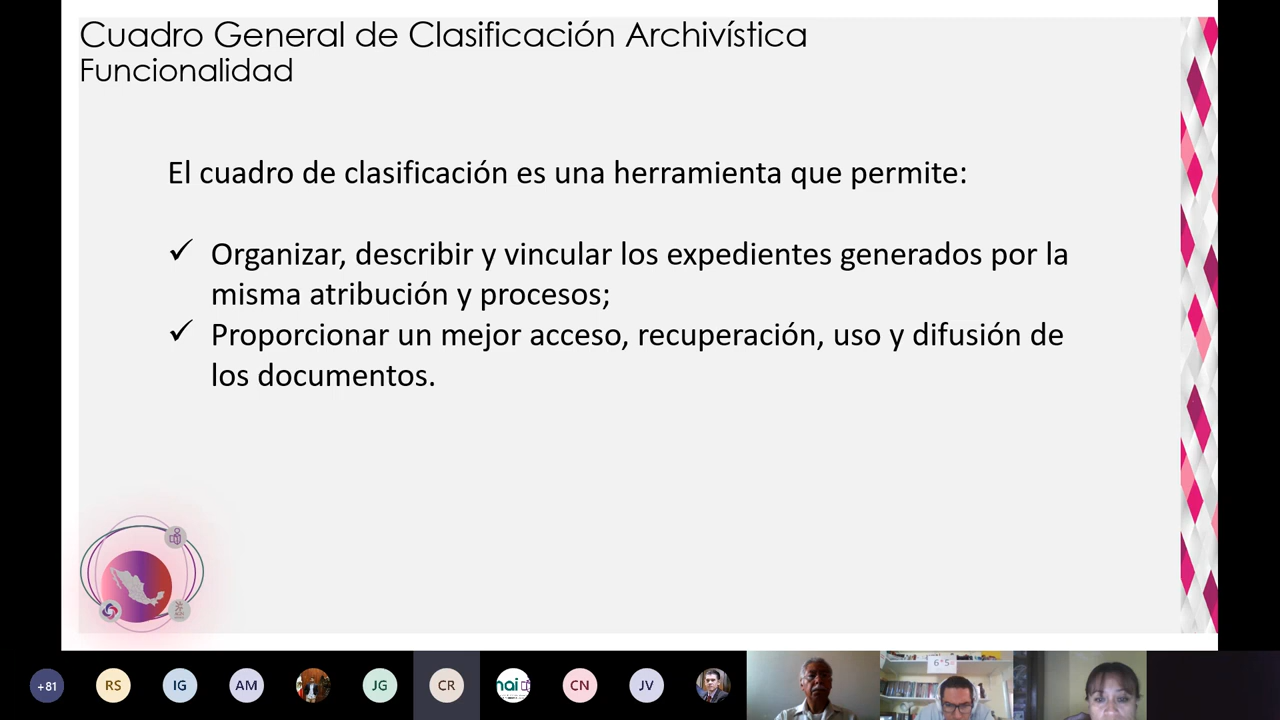 Cuadro General de Clasificación Archivística
Funcionalidad
El cuadro de clasificación es una herramienta que permite:
✓ Organizar, describir y vincular los expedientes generados por la
misma atribución y procesos;
✓ Proporcionar un mejor acceso, recuperación, uso y difusión de
los documentos.
+81
RS
IG
AM
JG
CR
nai
CN
JV